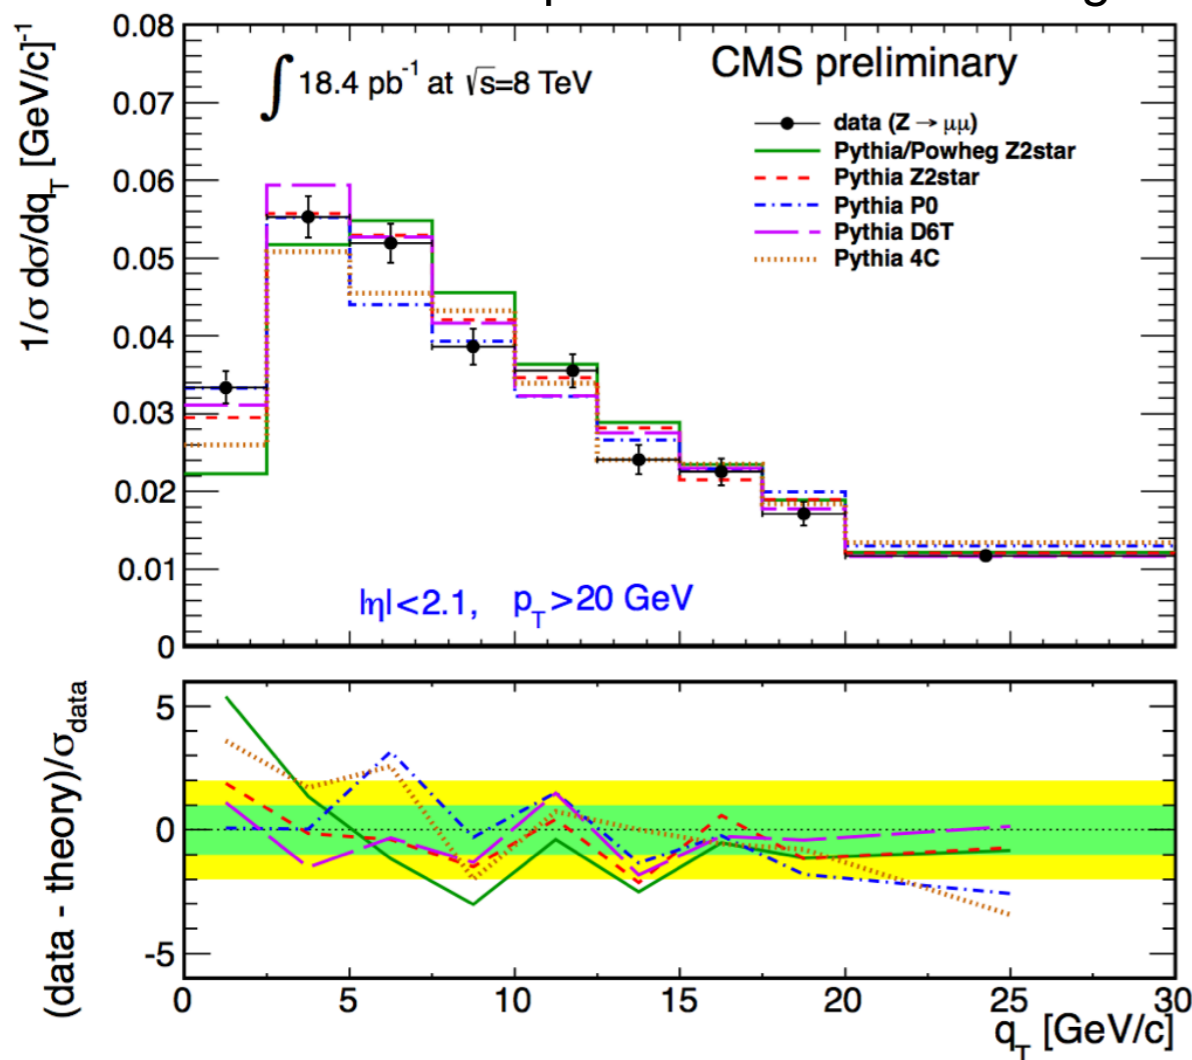 0.08
0.07
0.06
0.05
0.04
0.03
0.02
0.01
0
1/σ dσ/dq_T [GeV/c]⁻¹
∫ 18.4 pb⁻¹ at √s=8 TeV
CMS preliminary
data (Z → μμ)
Pythia/Powheg Z2star
Pythia Z2star
Pythia P0
Pythia D6T
Pythia 4C
|η|<2.1, p_T>20 GeV
(data - theory)/σ_data
5
0
-5
0 5 10 15 20 25 30
q_T [GeV/c]